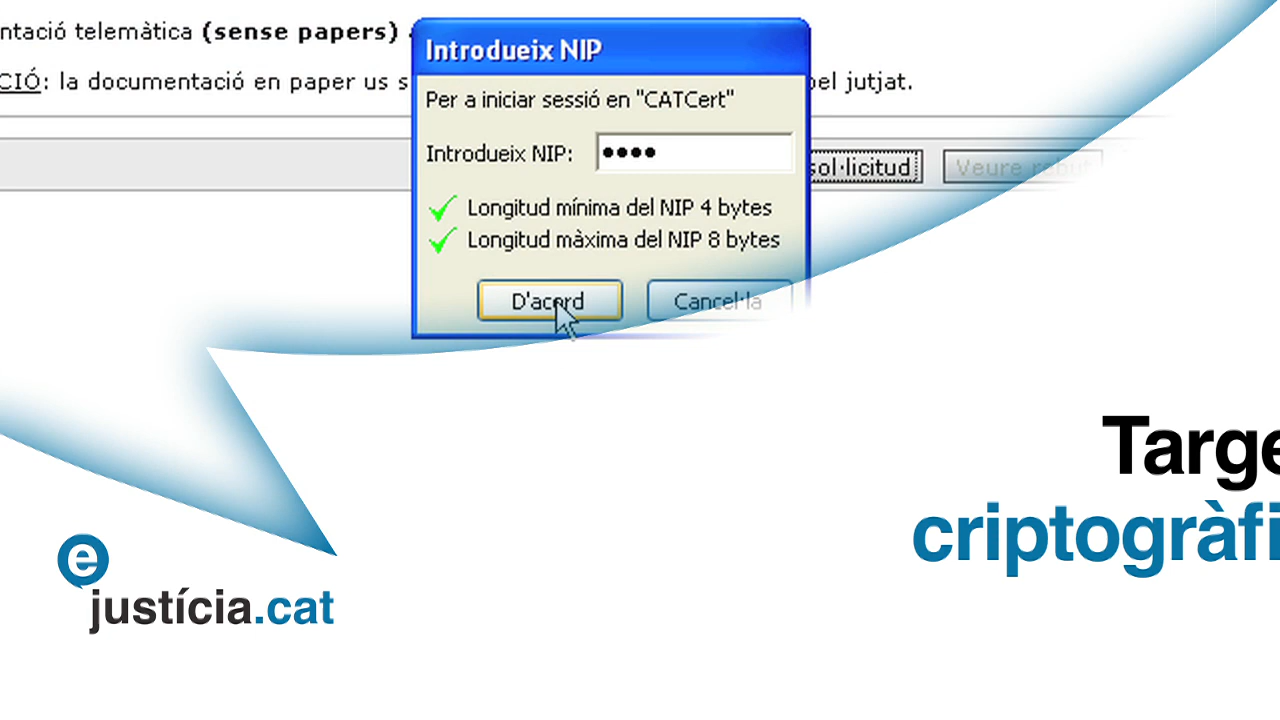 ntació telemàtica (sense papers)
CIÓ: la documentació en paper us s
pel jutjat.
Introdueix NIP
Per a iniciar sessió en "CATCert"
Introdueix NIP: ••••
sol·licitud
Veure rebut
Longitud mínima del NIP 4 bytes
Longitud màxima del NIP 8 bytes
D'acord
Cancel·la
Targe
criptogràfi
e
justícia.cat